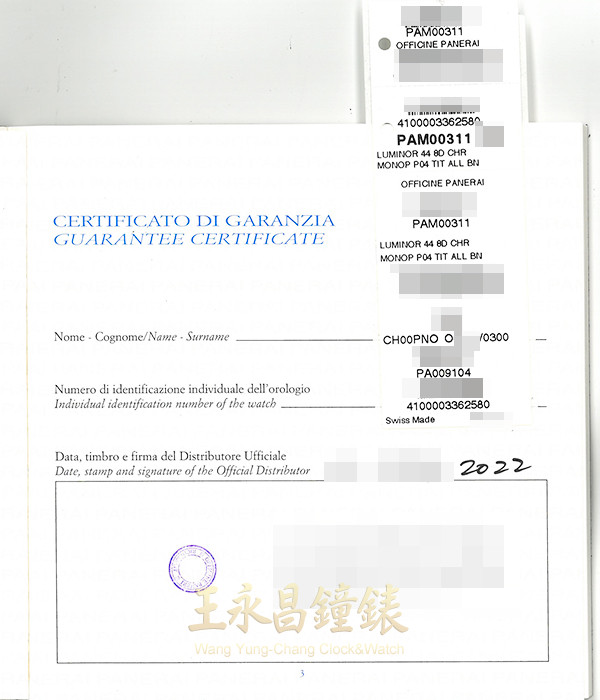 PAM00311
OFFICINE PANERAI
4100003362580
PAM00311
LUMINOR 44 8D CHR
MONOP P04 TIT ALL BN
OFFICINE PANERAI
PAM00311
LUMINOR 44 8D CHR
MONOP P04 TIT ALL BN
CH00PNO O /0300
PA009104
4100003362580
Swiss Made
CERTIFICATO DI GARANZIA
GUARANTEE CERTIFICATE
Nome - Cognome/Name - Surname
Numero di identificazione individuale dell'orologio
Individual identification number of the watch
Data, timbro e firma del Distributore Ufficiale
Date, stamp and signature of the Official Distributor
2022
王永昌鐘錶
Wang Yung-Chang Clock&Watch
3